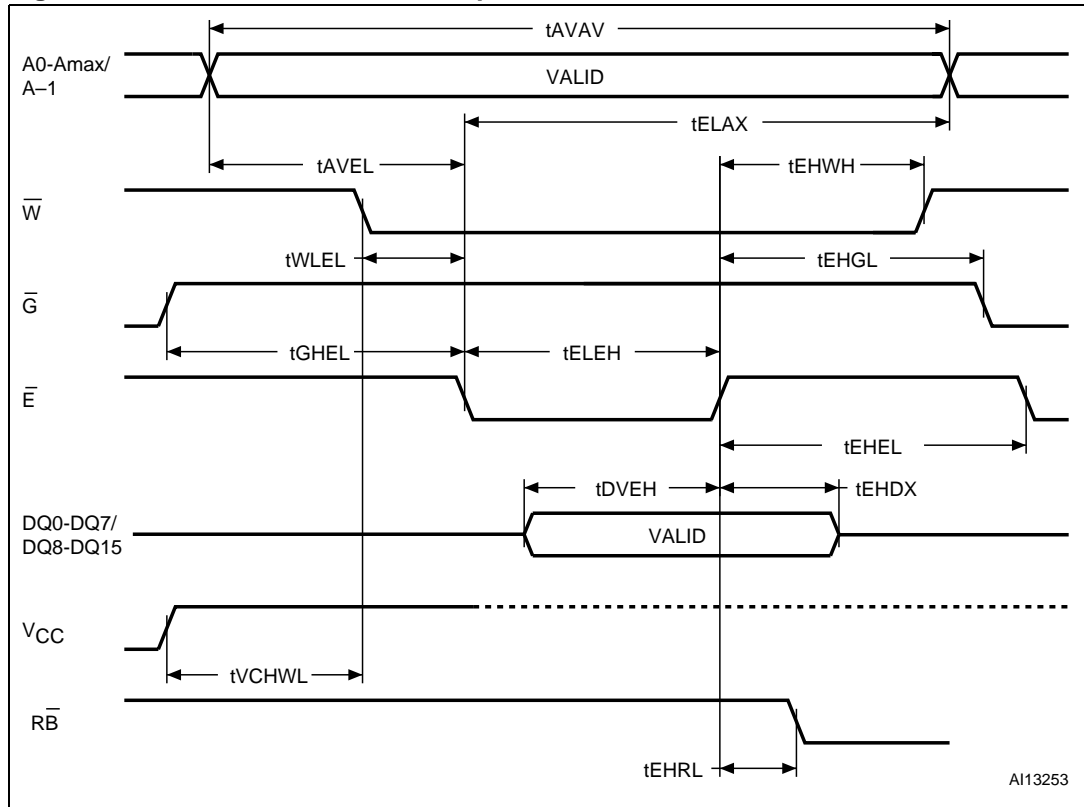 tAVAV
A0-Amax/
A–1
VALID
tELAX
tAVEL
tEHWH
W̅
tWLEL
tEHGL
G̅
tGHEL
tELEH
E̅
tEHEL
tDVEH
tEHDX
DQ0-DQ7/
DQ8-DQ15
VALID
VCC
tVCHWL
RB̅
tEHRL
AI13253